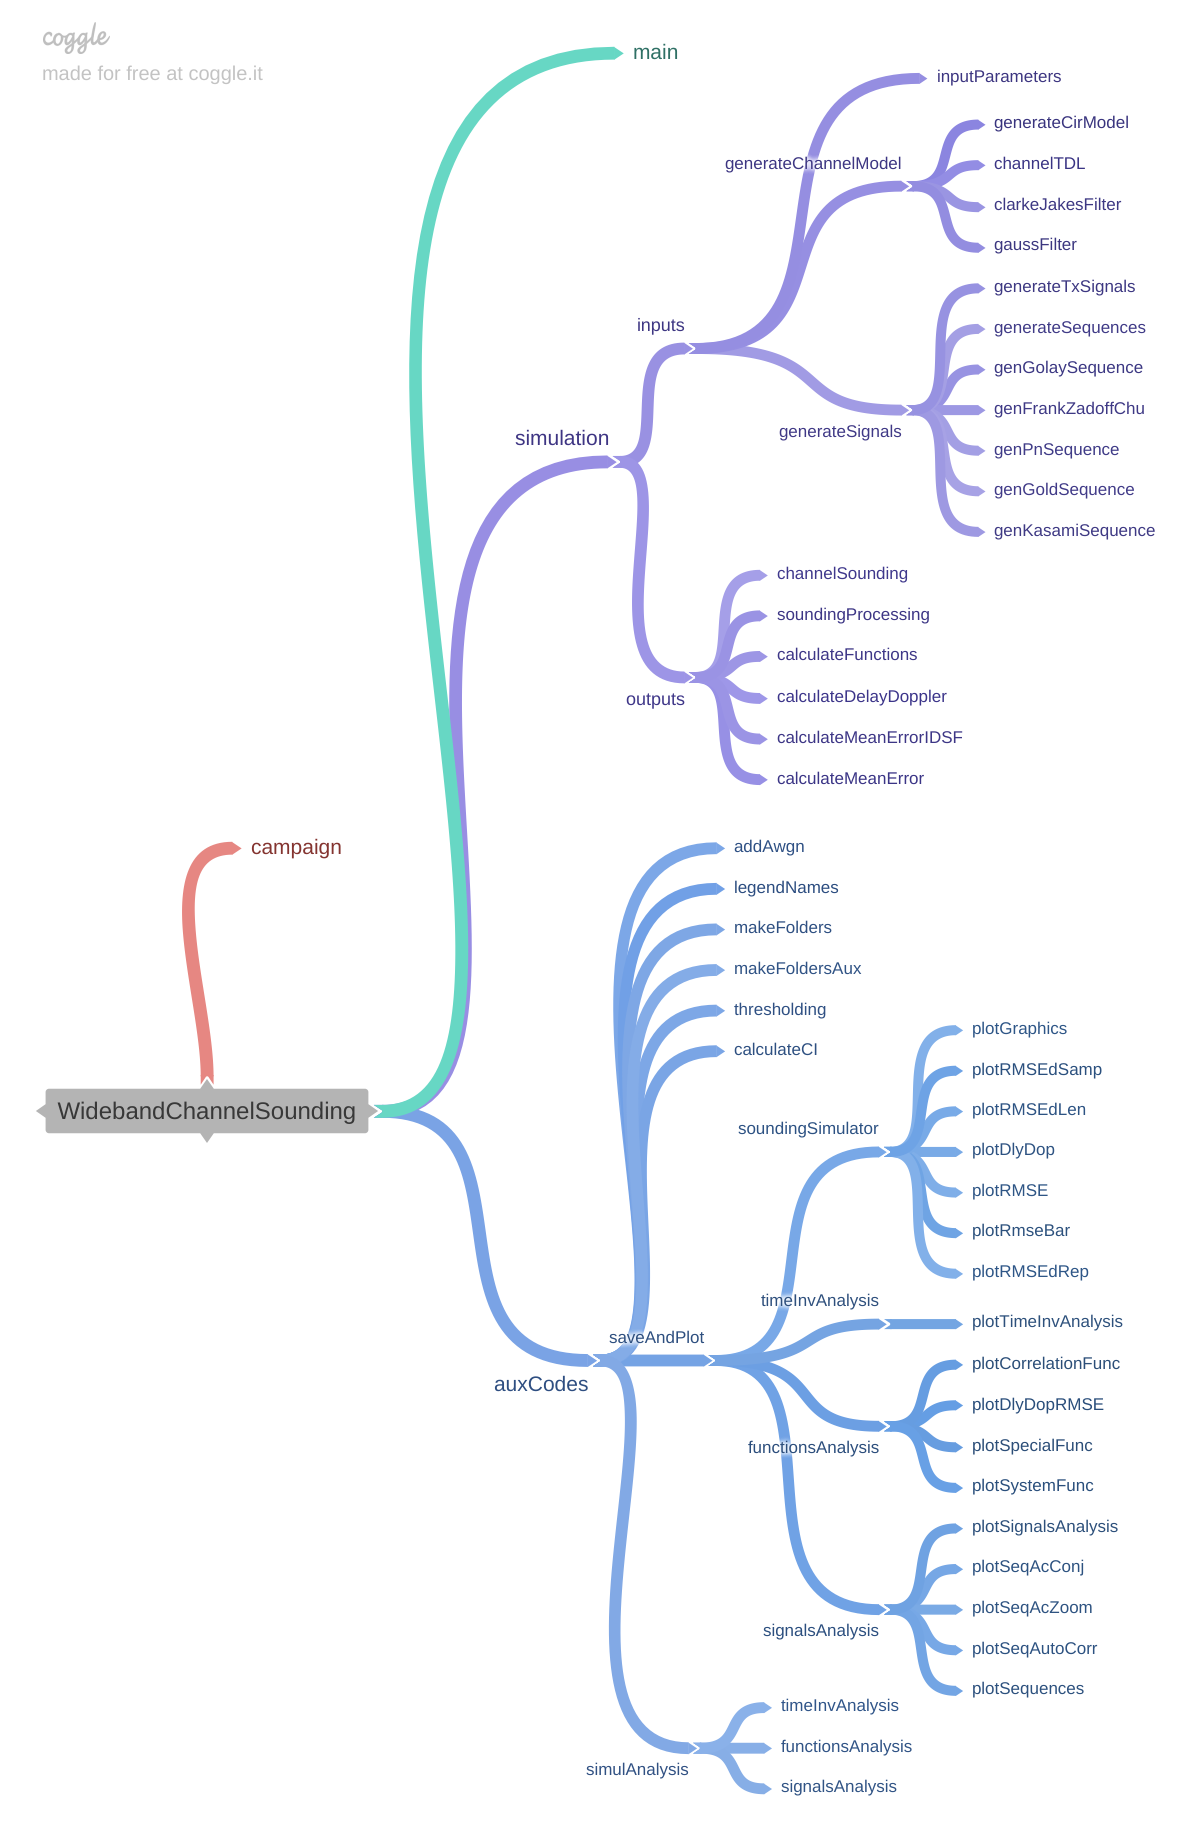 coggle
made for free at coggle.it
main
inputParameters
generateChannelModel
generateCirModel
channelTDL
clarkeJakesFilter
gaussFilter
inputs
generateTxSignals
generateSequences
genGolaySequence
genFrankZadoffChu
genPnSequence
genGoldSequence
genKasamiSequence
generateSignals
simulation
channelSounding
soundingProcessing
calculateFunctions
calculateDelayDoppler
calculateMeanErrorIDSF
calculateMeanError
outputs
campaign
WidebandChannelSounding
addAwgn
legendNames
makeFolders
makeFoldersAux
thresholding
calculateCI
soundingSimulator
plotGraphics
plotRMSEdSamp
plotRMSEdLen
plotDlyDop
plotRMSE
plotRmseBar
plotRMSEdRep
timeInvAnalysis
plotTimeInvAnalysis
saveAndPlot
auxCodes
functionsAnalysis
plotCorrelationFunc
plotDlyDopRMSE
plotSpecialFunc
plotSystemFunc
signalsAnalysis
plotSignalsAnalysis
plotSeqAcConj
plotSeqAcZoom
plotSeqAutoCorr
plotSequences
simulAnalysis
timeInvAnalysis
functionsAnalysis
signalsAnalysis